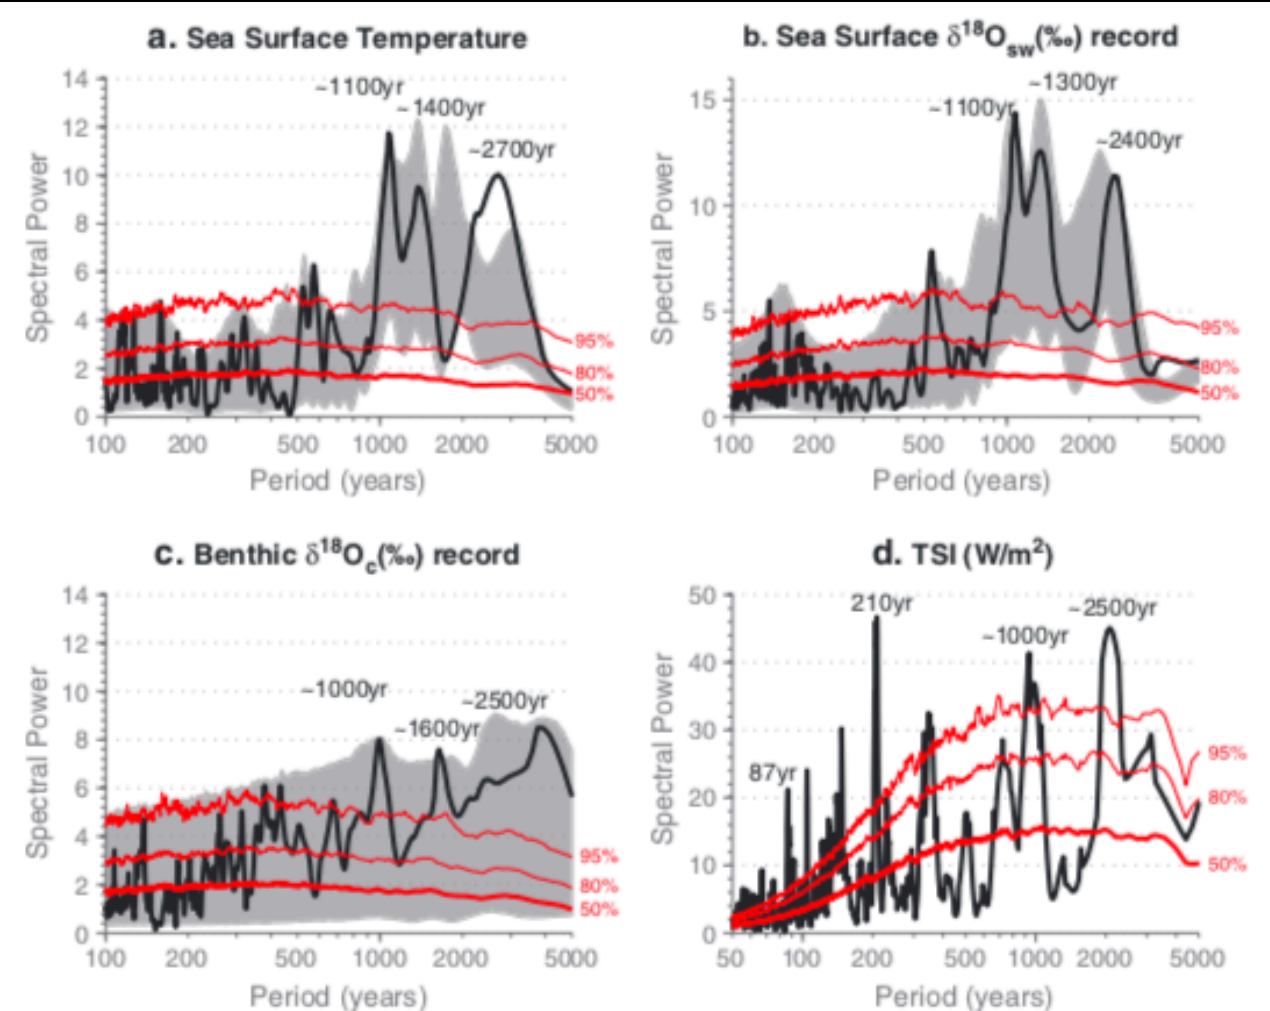 a. Sea Surface Temperature
~1100yr
~1400yr
~2700yr
14
12
10
8
6
4
2
0
Spectral Power
95%
80%
50%
100 200 500 1000 2000 5000
Period (years)
b. Sea Surface δ¹⁸Osw(‰) record
~1300yr
~1100yr
~2400yr
15
10
5
0
Spectral Power
95%
80%
50%
100 200 500 1000 2000 5000
Period (years)
c. Benthic δ¹⁸Oc(‰) record
~1000yr
~2500yr
~1600yr
14
12
10
8
6
4
2
0
Spectral Power
95%
80%
50%
100 200 500 1000 2000 5000
Period (years)
d. TSI (W/m²)
210yr
~2500yr
~1000yr
87yr
50
40
30
20
10
0
Spectral Power
95%
80%
50%
50 100 200 500 1000 2000 5000
Period (years)